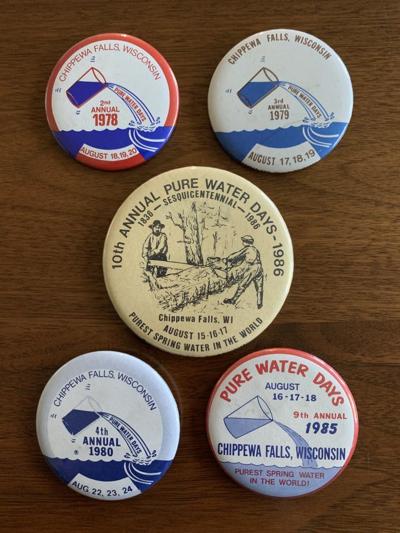 CHIPPEWA FALLS, WISCONSIN
PURE WATER DAYS
2nd
ANNUAL
1978
AUGUST 18,19,20
CHIPPEWA FALLS, WISCONSIN
PURE WATER DAYS
3rd
ANNUAL
1979
AUGUST 17,18,19
10th ANNUAL PURE WATER DAYS-1986
1836 - SESQUICENTENNIAL - 1986
Chippewa Falls, WI
AUGUST 15-16-17
PUREST SPRING WATER IN THE WORLD
CHIPPEWA FALLS, WISCONSIN
PURE WATER DAYS
4th
ANNUAL
1980
®
AUG 22, 23, 24
PURE WATER DAYS
AUGUST
16-17-18
9th ANNUAL
1985
CHIPPEWA FALLS, WISCONSIN
PUREST SPRING WATER
IN THE WORLD!